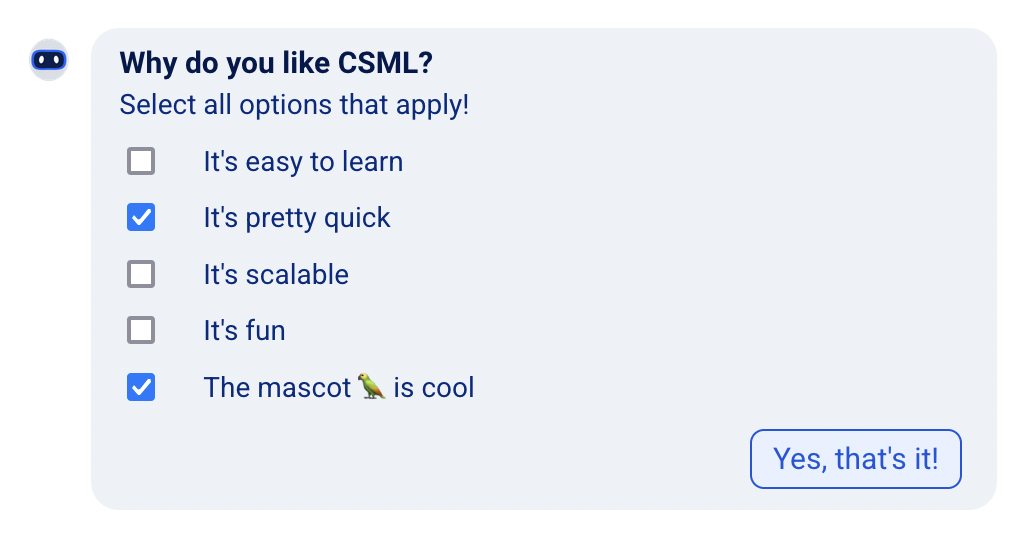 Why do you like CSML?
Select all options that apply!
It's easy to learn
It's pretty quick
It's scalable
It's fun
The mascot 🦜 is cool
Yes, that's it!